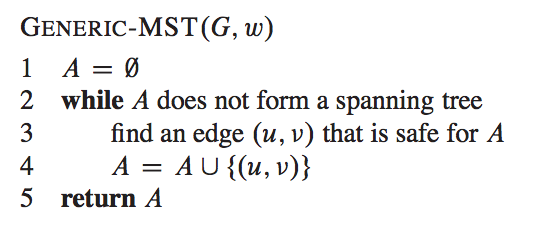 GENERIC-MST(G, w)
1 A = Ø
2 while A does not form a spanning tree
3 find an edge (u, v) that is safe for A
4 A = A ∪ {(u, v)}
5 return A